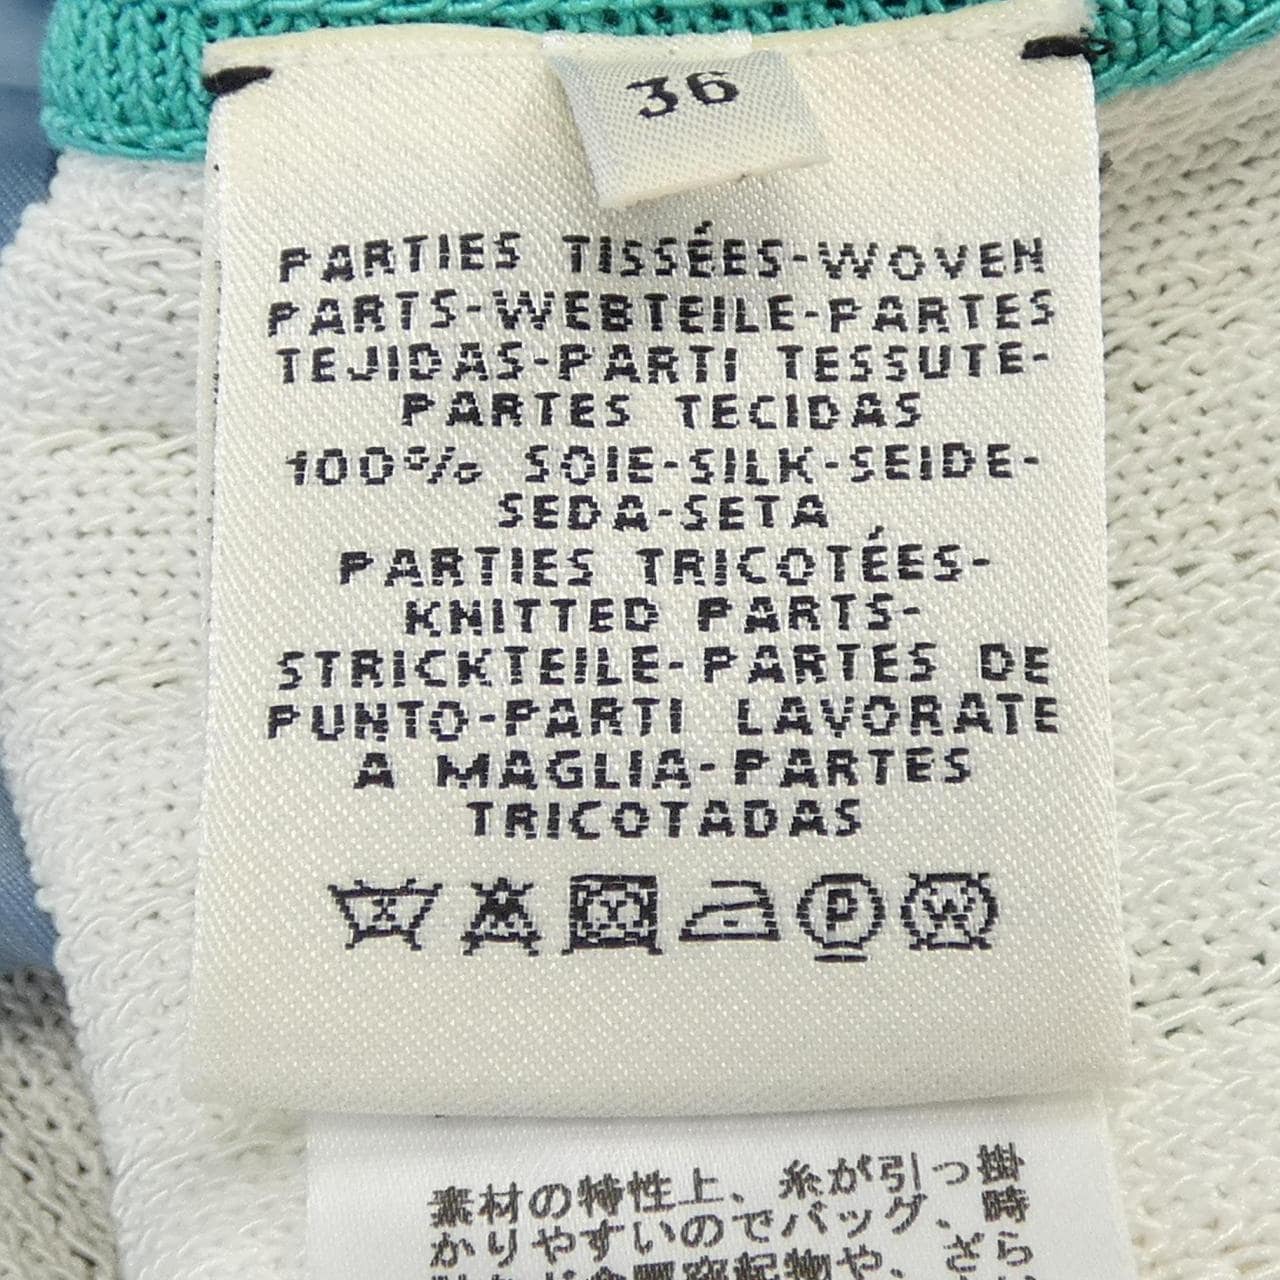 36
PARTIES TISSÉES-WOVEN
PARTS-WEBTEILE-PARTES
TEJIDAS-PARTI TESSUTE-
PARTES TECIDAS
100% SOIE-SILK-SEIDE-
SEDA-SETA
PARTIES TRICOTÉES-
KNITTED PARTS-
STRICKTEILE-PARTES DE
PUNTO-PARTI LAVORATE
A MAGLIA-PARTES
TRICOTADAS
P W
素材の特性上、糸が引っ掛
かりやすいのでバッグ、時